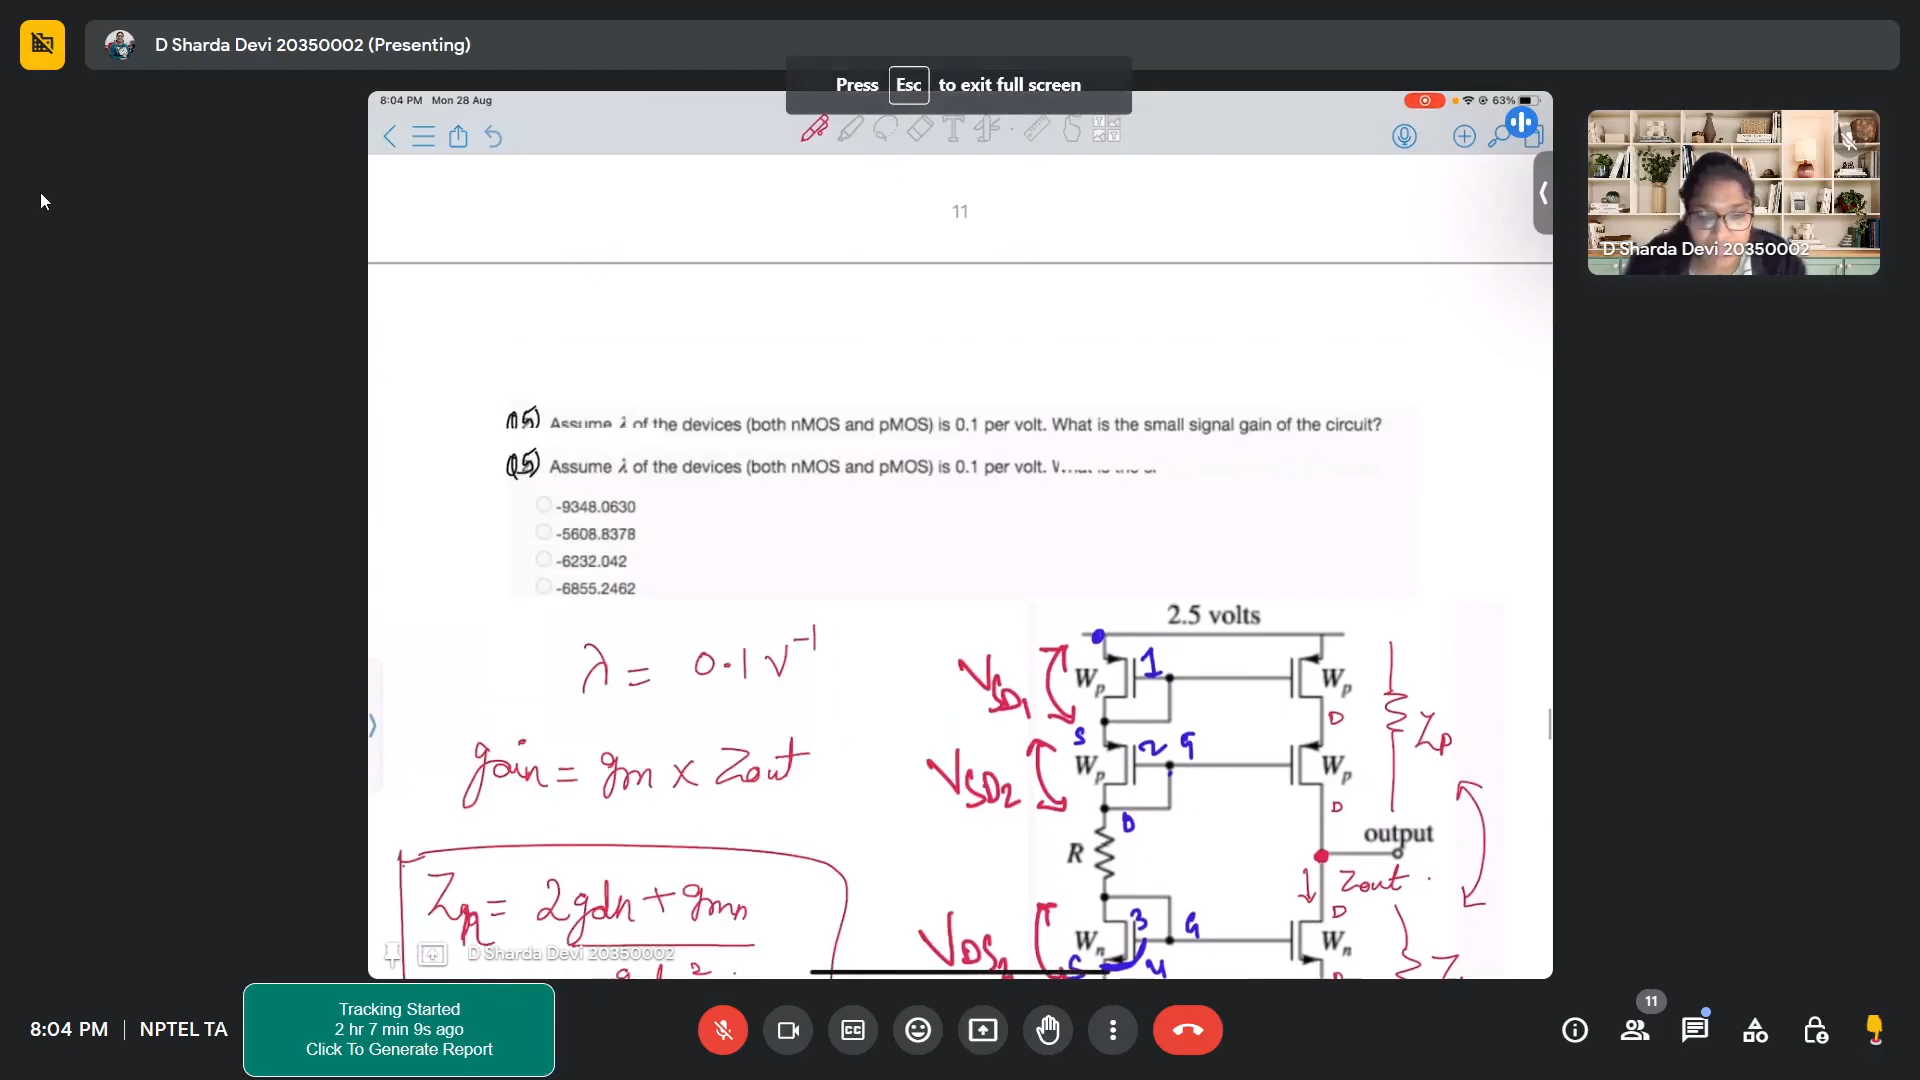 D Sharda Devi 20350002 (Presenting)
Press Esc to exit full screen
8:04 PM Mon 28 Aug
63%
11
D Sharda Devi 20350002
Q5) Assume λ of the devices (both nMOS and pMOS) is 0.1 per volt. What is the small signal gain of the circuit?
Q5) Assume λ of the devices (both nMOS and pMOS) is 0.1 per volt.
-9348.0630
-5608.8378
-6232.042
-6855.2462
λ = 0.1 V⁻¹
gain = gm x Zout
Zn = 2gdn + gmn
2.5 volts
VSD1
Wp
1
Wp
D
Zp
S
VSD2
Wp
2 G
Wp
D
D
R
output
Zout
D
VDS
Wn
3
G
Wn
S
4
D
D Sharda Devi 20350002
8:04 PM | NPTEL TA
Tracking Started
2 hr 7 min 9s ago
Click To Generate Report
CC
11